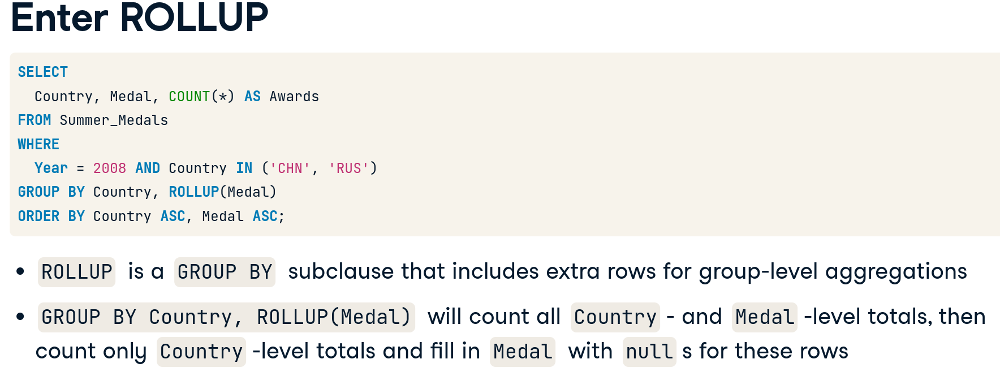 Enter ROLLUP
SELECT
  Country, Medal, COUNT(*) AS Awards
FROM Summer_Medals
WHERE
  Year = 2008 AND Country IN ('CHN', 'RUS')
GROUP BY Country, ROLLUP(Medal)
ORDER BY Country ASC, Medal ASC;
• ROLLUP is a GROUP BY subclause that includes extra rows for group-level aggregations
• GROUP BY Country, ROLLUP(Medal) will count all Country - and Medal -level totals, then
count only Country -level totals and fill in Medal with null s for these rows